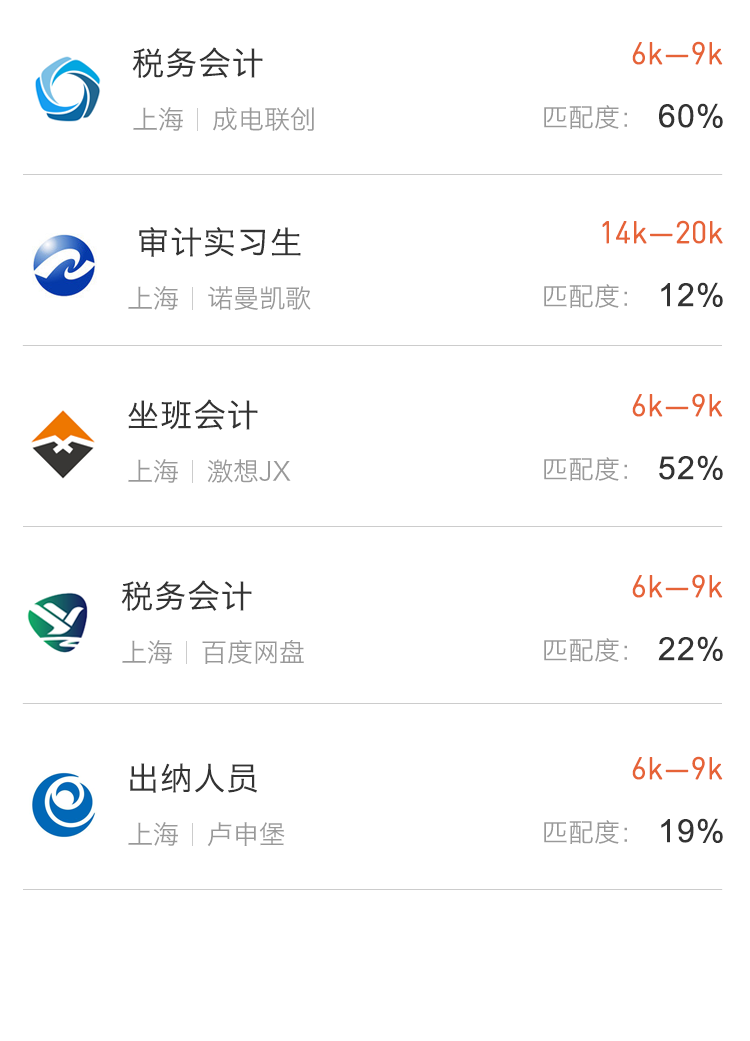 税务会计 6k—9k
上海 | 成电联创 匹配度： 60%
审计实习生 14k—20k
上海 | 诺曼凯歌 匹配度： 12%
坐班会计 6k—9k
上海 | 激想JX 匹配度： 52%
税务会计 6k—9k
上海 | 百度网盘 匹配度： 22%
出纳人员 6k—9k
上海 | 卢申堡 匹配度： 19%